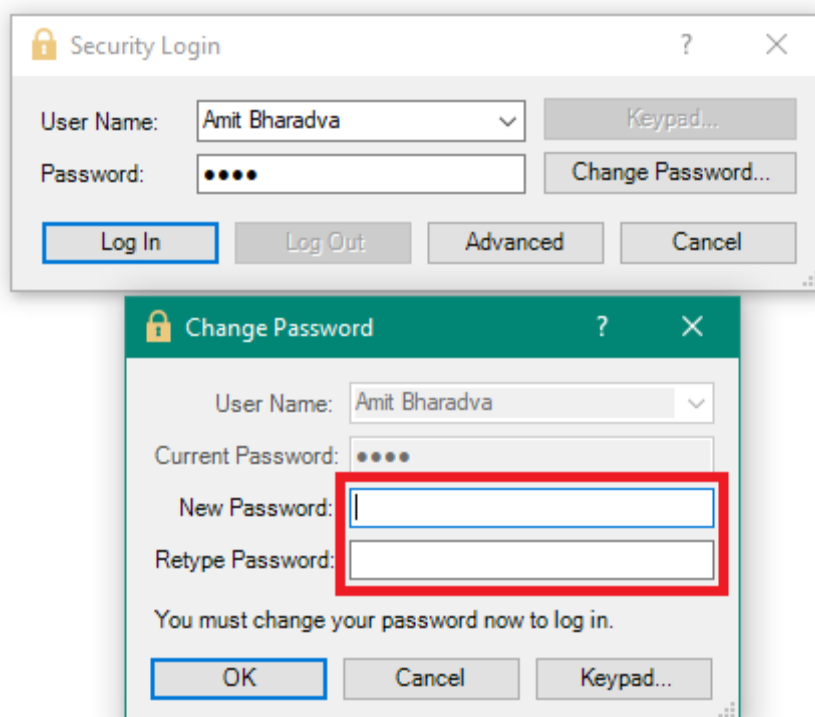 Security Login ?
User Name: Amit Bharadva Keypad...
Password: •••• Change Password...
Log In Log Out Advanced Cancel
Change Password ?
User Name: Amit Bharadva
Current Password: ••••
New Password:
Retype Password:
You must change your password now to log in.
OK Cancel Keypad...